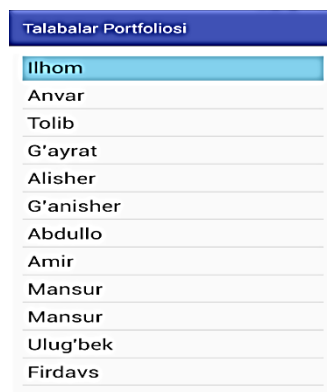 Talabalar Portfoliosi
Ilhom
Anvar
Tolib
G'ayrat
Alisher
G'anisher
Abdullo
Amir
Mansur
Mansur
Ulug'bek
Firdavs